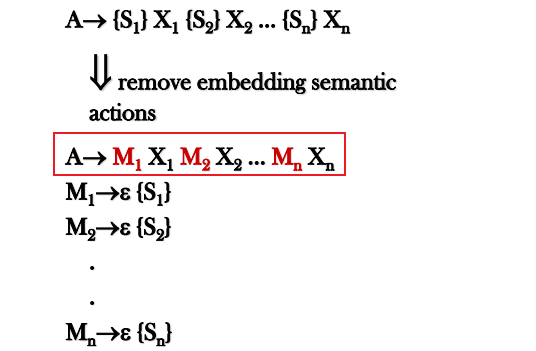 A→ {S₁} X₁ {S₂} X₂ ... {Sₙ} Xₙ
⇓ remove embedding semantic
actions
A→ M₁ X₁ M₂ X₂ ... Mₙ Xₙ
M₁→ε {S₁}
M₂→ε {S₂}
.
.
Mₙ→ε {Sₙ}